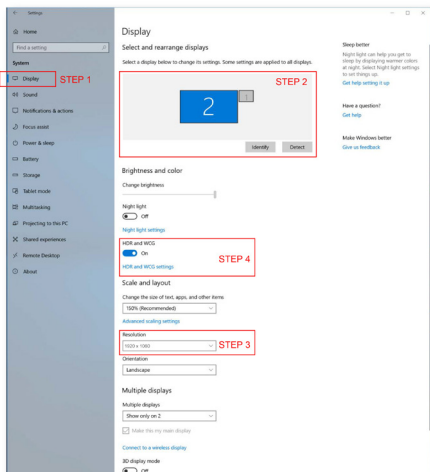 Settings
Home
Find a setting
System
Display
STEP 1
Sound
Notifications & actions
Focus assist
Power & sleep
Battery
Storage
Tablet mode
Multitasking
Projecting to this PC
Shared experiences
Remote Desktop
About
Display
Select and rearrange displays
Select a display below to change its settings. Some settings are applied to all displays.
STEP 2
2
1
Identify
Detect
Brightness and color
Change brightness
Night light
Off
Night light settings
HDR and WCG
On
STEP 4
HDR and WCG settings
Scale and layout
Change the size of text, apps, and other items
150% (Recommended)
Advanced scaling settings
Resolution
1920 x 1080
STEP 3
Orientation
Landscape
Multiple displays
Multiple displays
Show only on 2
Make this my main display
Connect to a wireless display
3D display mode
Off
Sleep better
Night light can help you get to
sleep by displaying warmer colors
at night. Select Night light settings
to set things up.
Get help setting it up
Have a question?
Get help
Make Windows better
Give us feedback